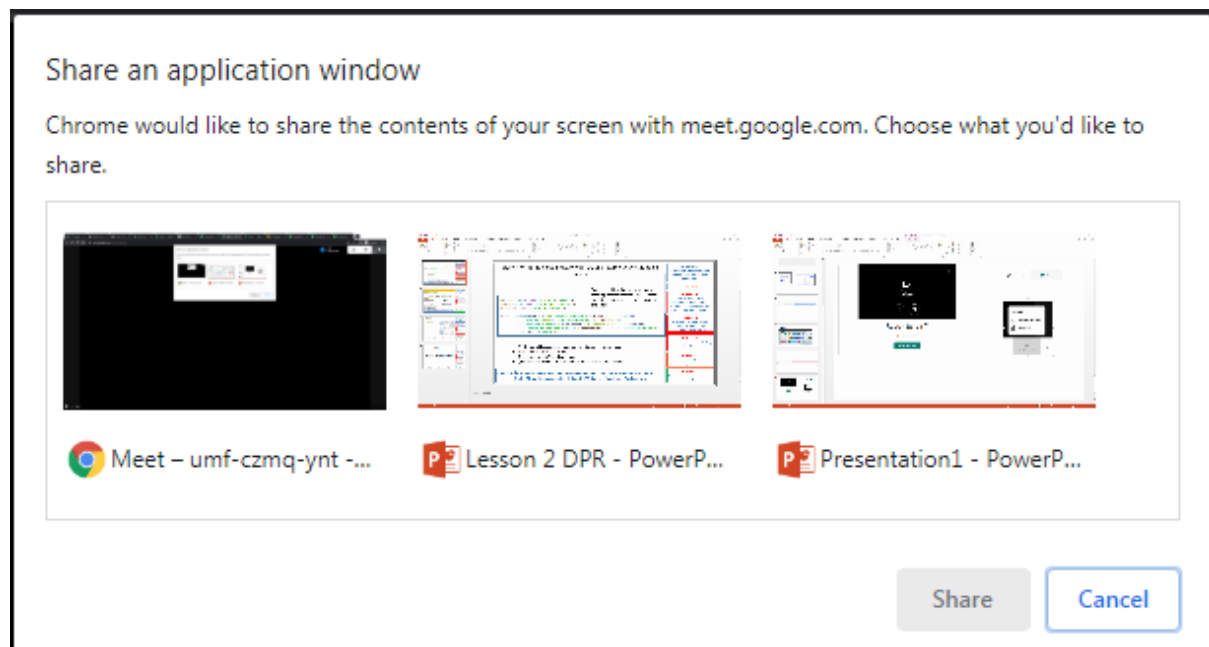 Share an application window
Chrome would like to share the contents of your screen with meet.google.com. Choose what you'd like to
share.
Meet – umf-czmq-ynt -...
Lesson 2 DPR - PowerP...
Presentation1 - PowerP...
Share
Cancel